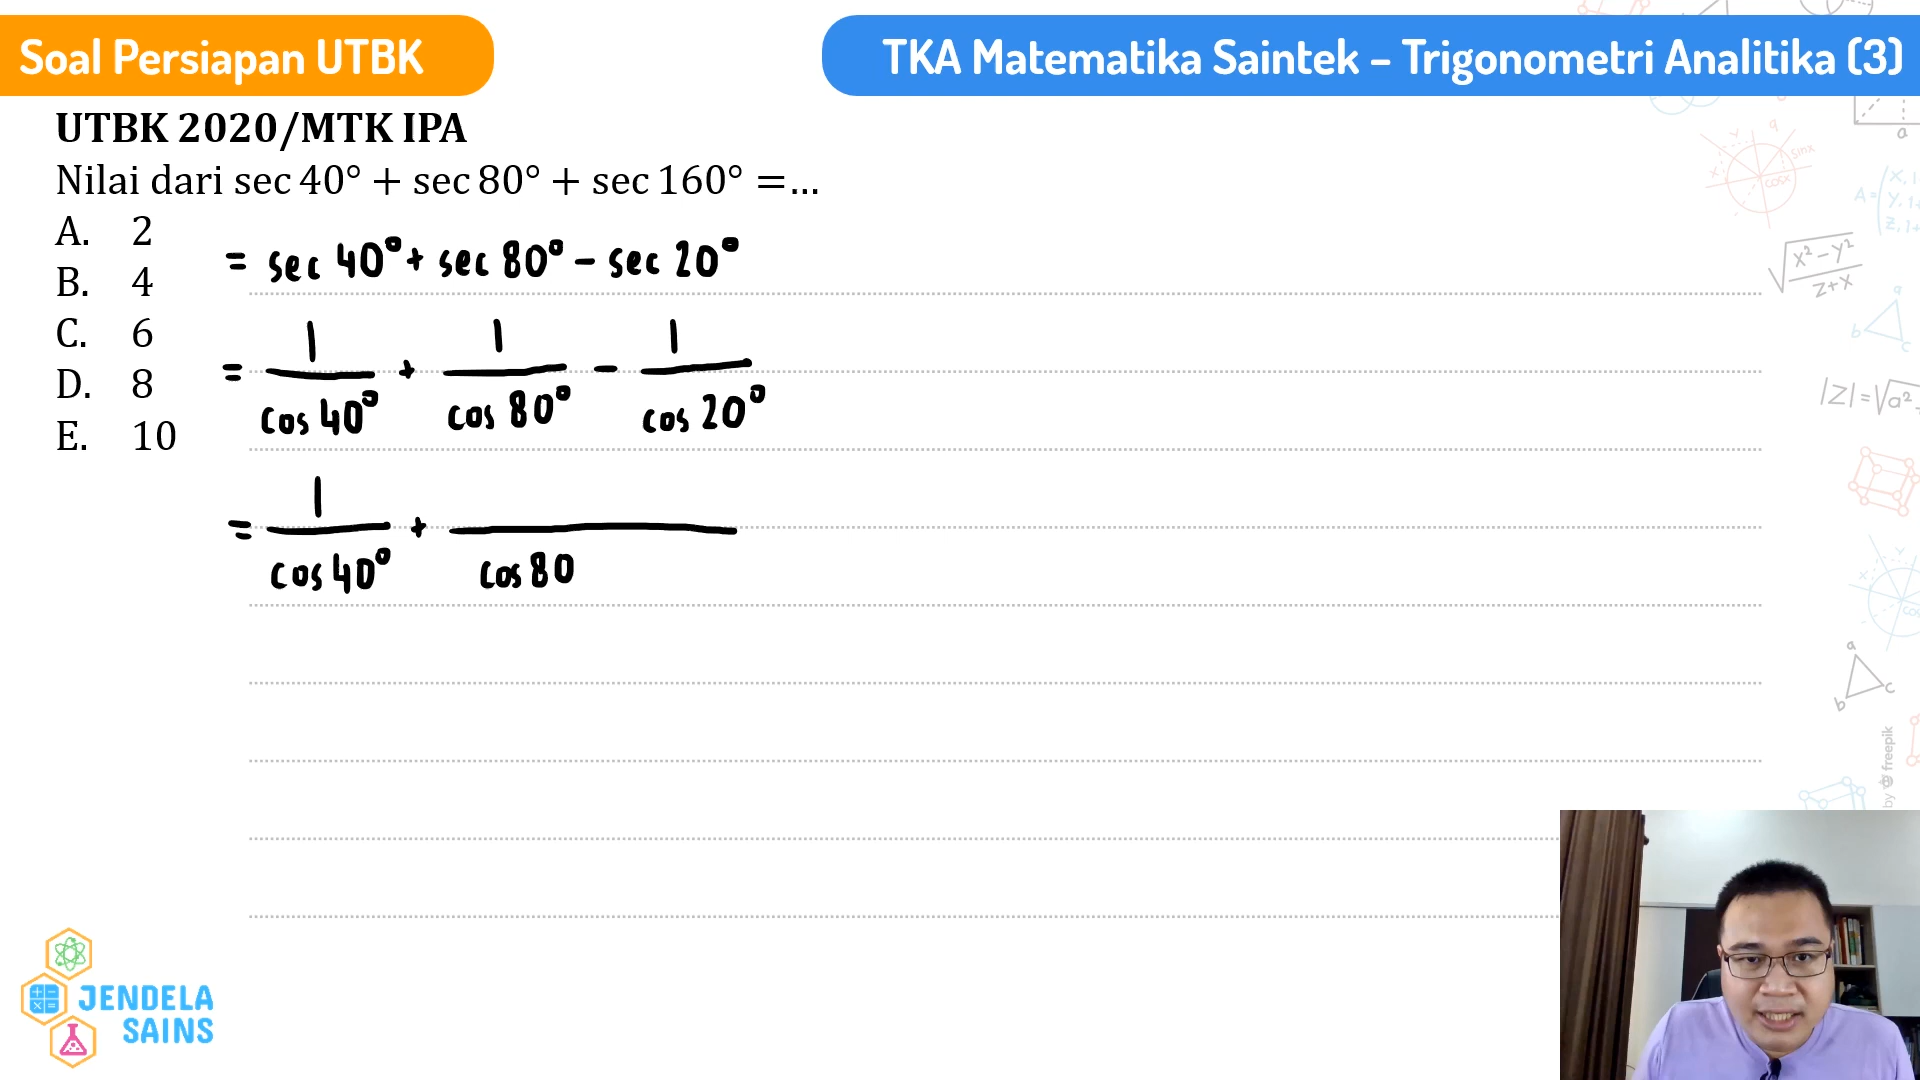 Soal Persiapan UTBK
TKA Matematika Saintek – Trigonometri Analitika (3)
UTBK 2020/MTK IPA
Nilai dari sec 40° + sec 80° + sec 160° =...
A. 2
B. 4
C. 6
D. 8
E. 10
= sec 40° + sec 80° − sec 20°
= 1/cos 40° + 1/cos 80° − 1/cos 20°
= 1/cos 40° + /cos 80
JENDELA
SAINS
by freepik